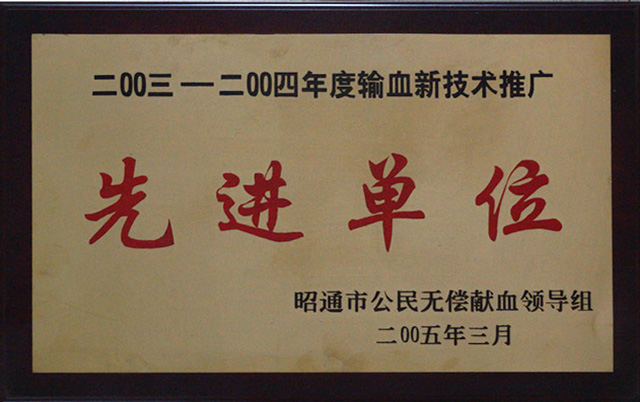 二00三一二00四年度输血新技术推广
先进单位
昭通市公民无偿献血领导组
二00五年三月